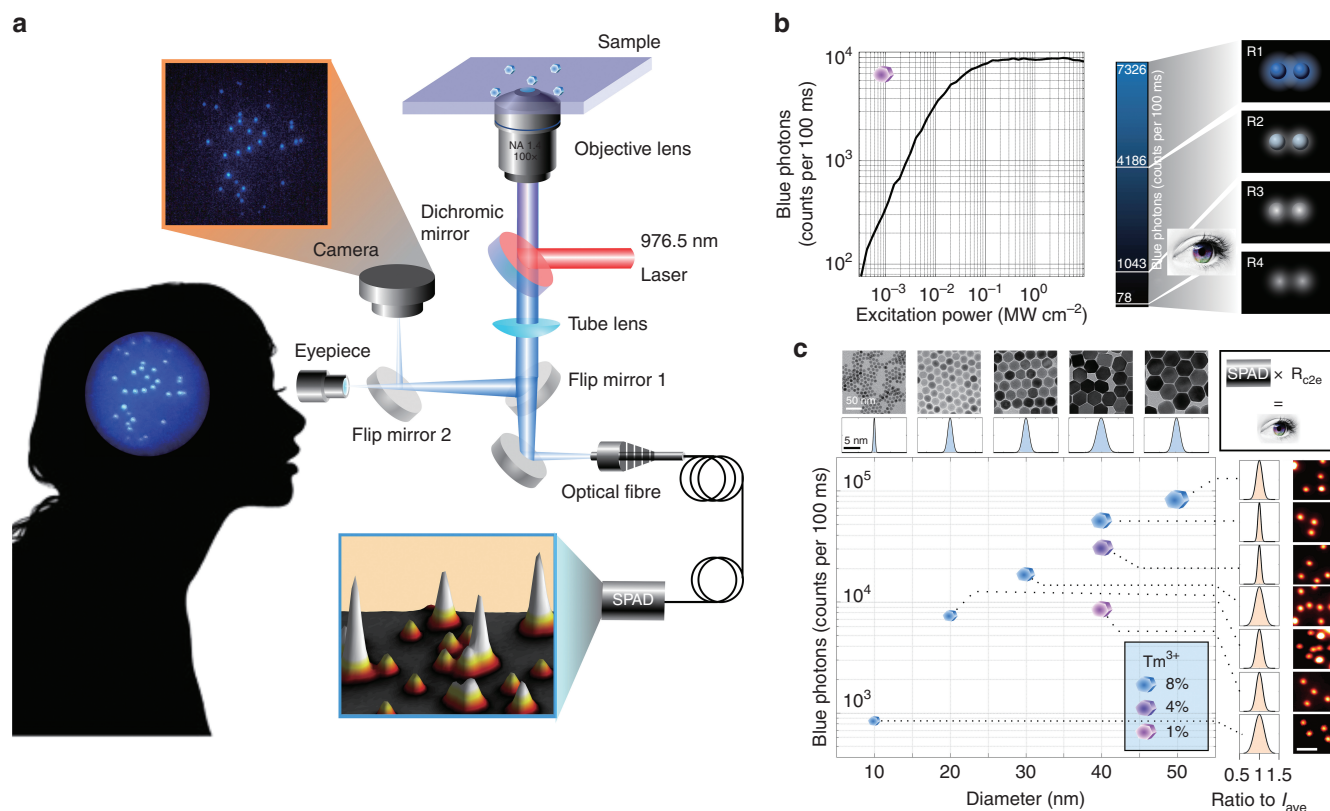 a
Sample
NA 1.4
100×
Objective lens
Dichromic
mirror
Camera
976.5 nm
Laser
Tube lens
Eyepiece
Flip mirror 1
Flip mirror 2
Optical fibre
SPAD
b
Blue photons
(counts per 100 ms)
10⁴
10³
10²
10⁻³
10⁻²
10⁻¹
10⁰
Excitation power (MW cm⁻²)
7326
4186
1043
78
Blue photons (counts per 100 ms)
R1
R2
R3
R4
c
50 nm
5 nm
SPAD × R_c2e
=
Blue photons (counts per 100 ms)
10⁵
10⁴
10³
Tm³⁺
8%
4%
1%
10
20
30
40
50
Diameter (nm)
0.5 1 1.5
Ratio to I_ave